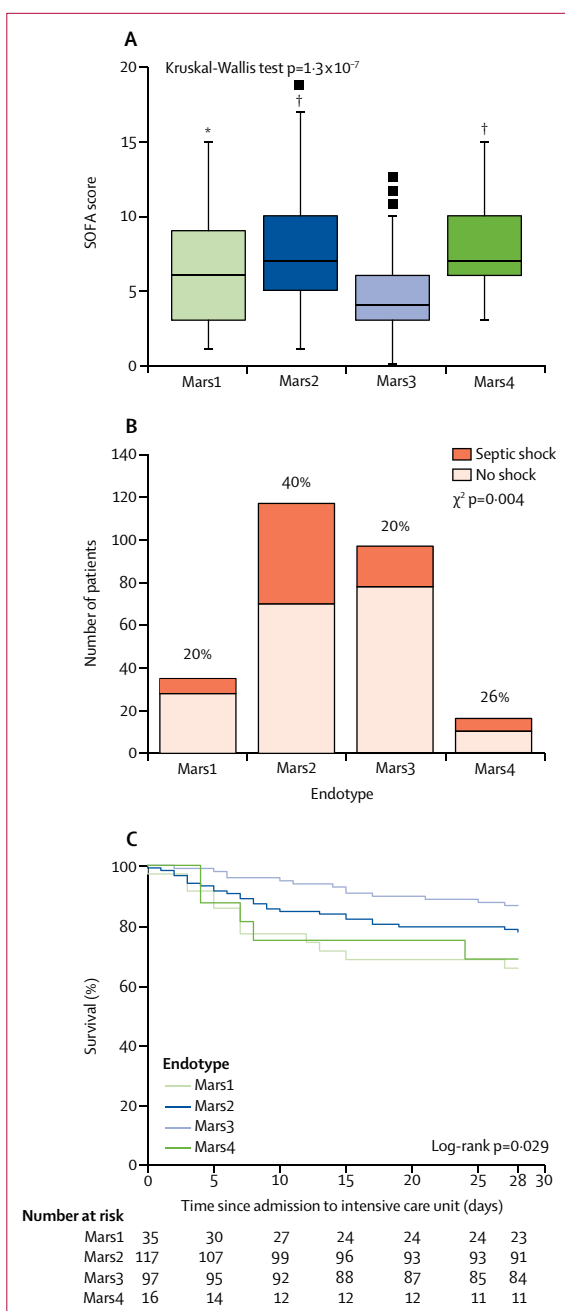 A
Kruskal-Wallis test p=1·3×10⁻⁷
20
15
10
5
0
SOFA score
*
†
†
Mars1 Mars2 Mars3 Mars4
B
Septic shock
No shock
χ² p=0·004
140
120
100
80
60
40
20
0
Number of patients
20% 40% 20% 26%
Mars1 Mars2 Mars3 Mars4
Endotype
C
100
80
60
40
20
0
Survival (%)
Endotype
Mars1
Mars2
Mars3
Mars4
Log-rank p=0·029
0 5 10 15 20 25 28 30
Time since admission to intensive care unit (days)
Number at risk
Mars1 35 30 27 24 24 24 23
Mars2 117 107 99 96 93 93 91
Mars3 97 95 92 88 87 85 84
Mars4 16 14 12 12 12 11 11